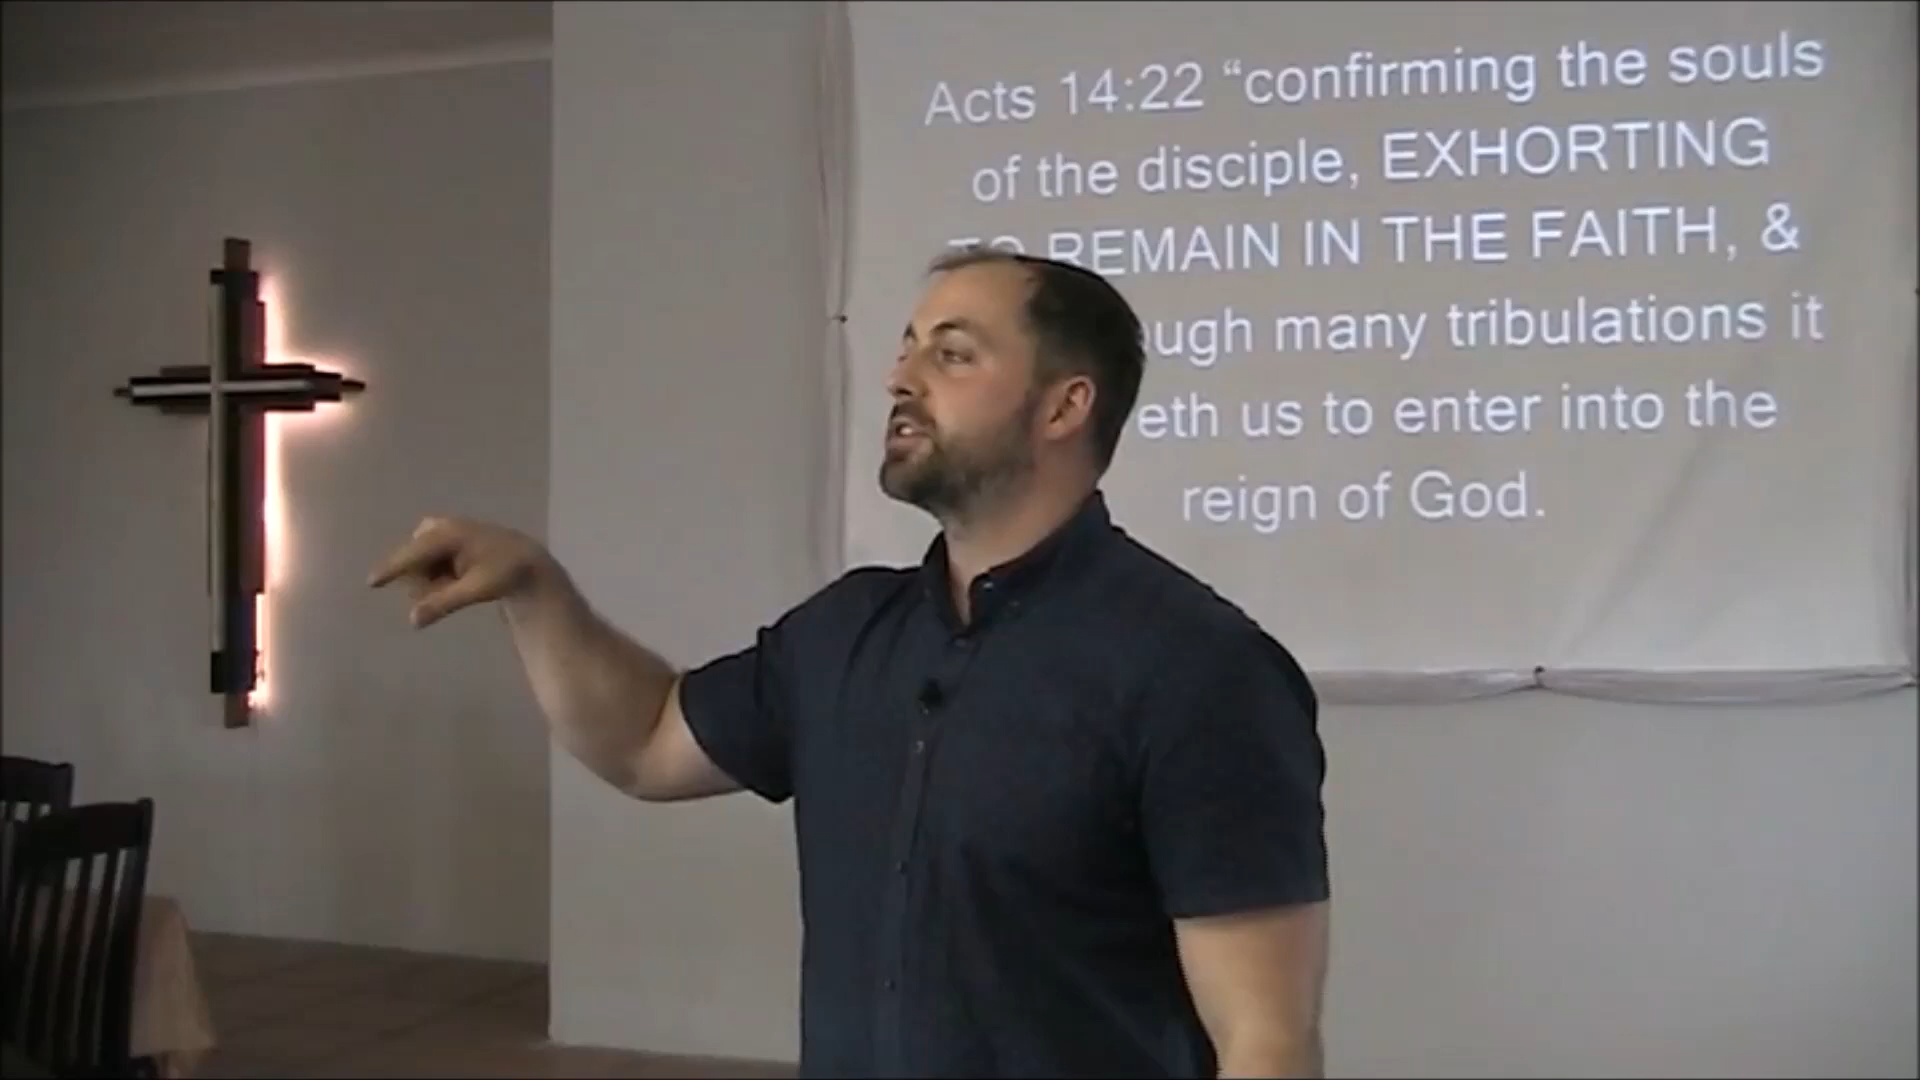 Acts 14:22 “confirming the souls
of the disciple, EXHORTING
TO REMAIN IN THE FAITH, &
many tribulations it
us to enter into the
reign of God.